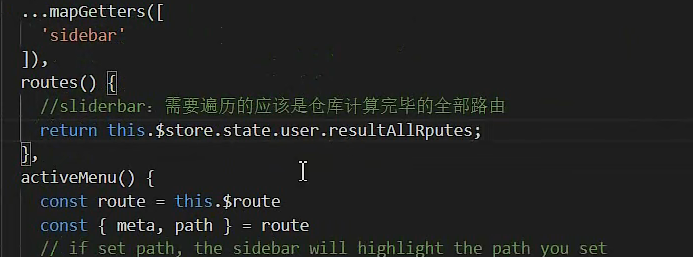 ...mapGetters([
'sidebar'
]),
routes() {
//sliderbar: 需要遍历的应该是仓库计算完毕的全部路由
return this.$store.state.user.resultAllRputes;
},
activeMenu() {
const route = this.$route
const { meta, path } = route
// if set path, the sidebar will highlight the path you set